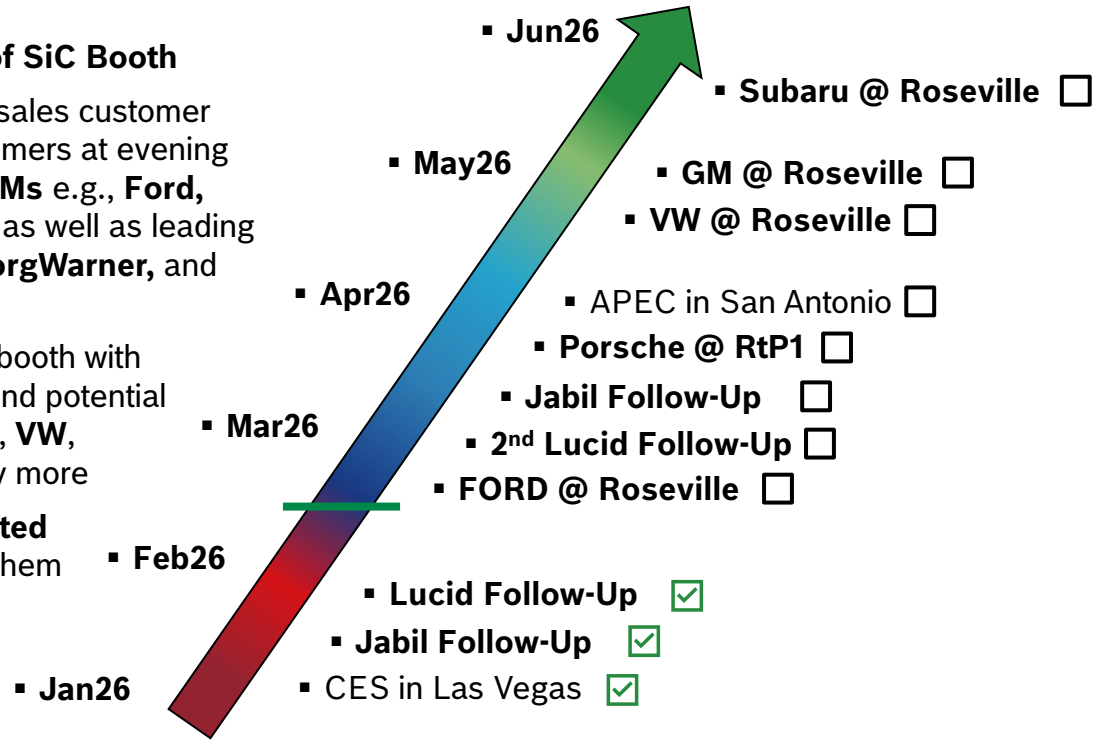 of SiC Booth
sales customer
mers at evening
Ms e.g., Ford,
as well as leading
orgWarner, and
booth with
nd potential
, VW,
y more
ted
hem
▪ Jun26
▪ May26
▪ Apr26
▪ Mar26
▪ Feb26
▪ Jan26
▪ Subaru @ Roseville ☐
▪ GM @ Roseville ☐
▪ VW @ Roseville ☐
▪ APEC in San Antonio ☐
▪ Porsche @ RtP1 ☐
▪ Jabil Follow-Up ☐
▪ 2nd Lucid Follow-Up ☐
▪ FORD @ Roseville ☐
▪ Lucid Follow-Up ☑
▪ Jabil Follow-Up ☑
▪ CES in Las Vegas ☑